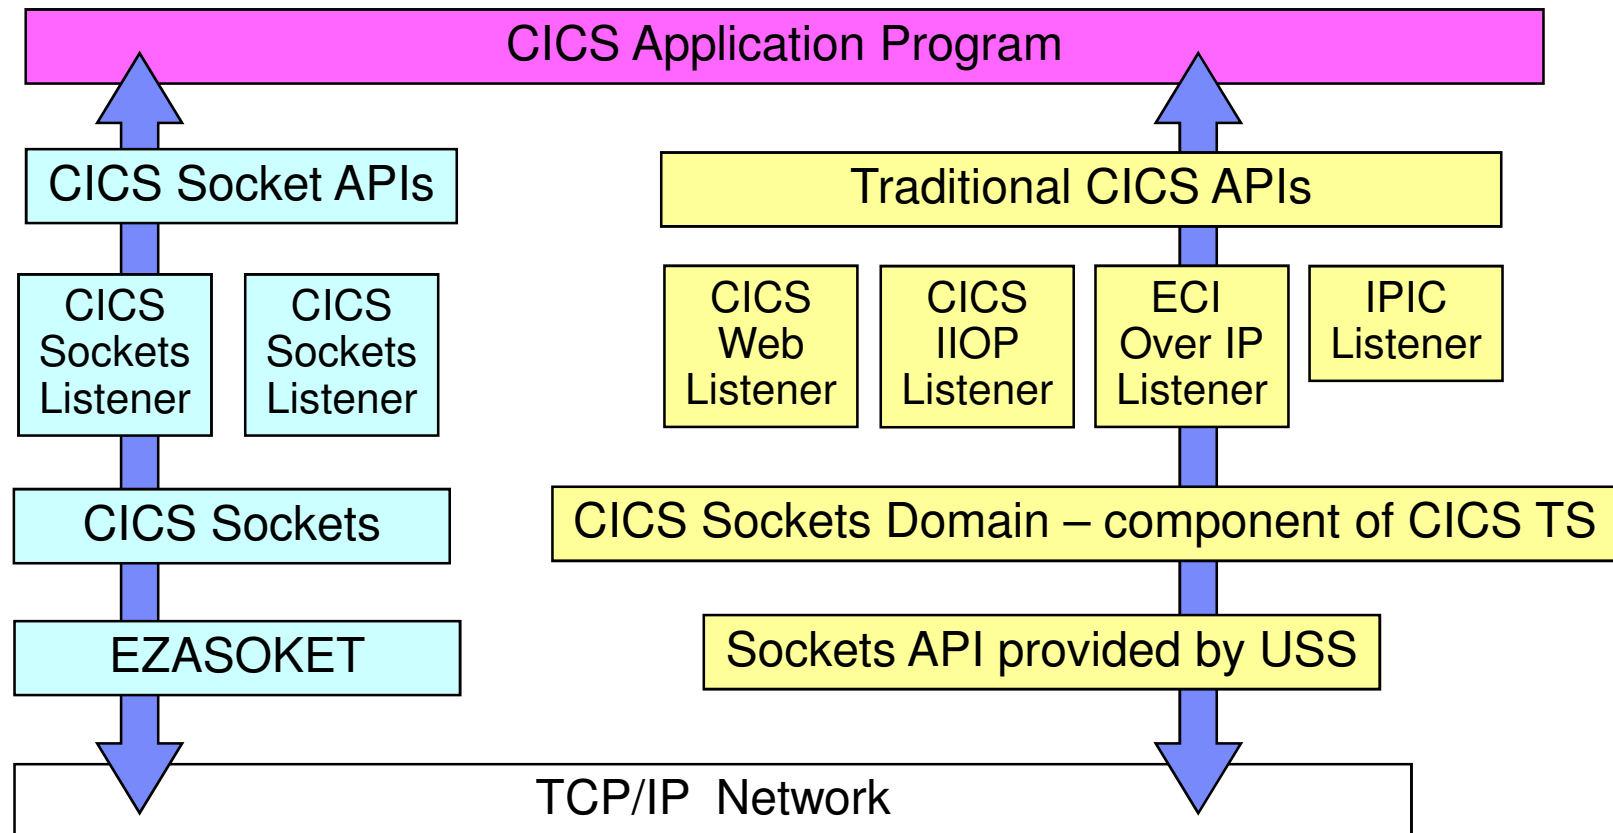 CICS Application Program
CICS Socket APIs
Traditional CICS APIs
CICS
Sockets
Listener
CICS
Sockets
Listener
CICS
Web
Listener
CICS
IIOP
Listener
ECI
Over IP
Listener
IPIC
Listener
CICS Sockets
CICS Sockets Domain – component of CICS TS
EZASOKET
Sockets API provided by USS
TCP/IP Network